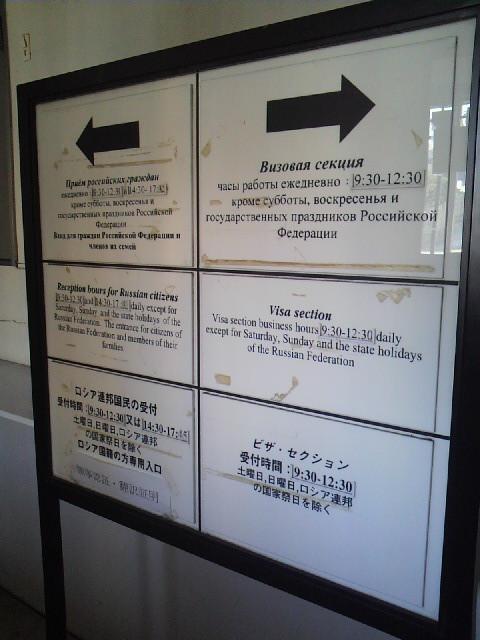 Приём российских граждан
ежедневно : 9:30-12:30 и 14:30-17:
кроме субботы, воскресенья и
государственных праздников Российской
Федерации
Вход для граждан Российской Федерации и
членов их семей
Визовая секция
часы работы ежедневно : 9:30-12:30
кроме субботы, воскресенья и
государственных праздников Российской
Федерации
Reception hours for Russian citizens
9:30-12:30 and 14:30-17: daily except for
Saturday, Sunday and the state holidays of the
Russian Federation. The entrance for citizens of
the Russian Federation and members of their
families
Visa section
Visa section business hours 9:30-12:30 daily
except for Saturday, Sunday and the state holidays
of the Russian Federation
ロシア連邦国民の受付
受付時間 : 9:30-12:30 又は 14:30-17:
土曜日,日曜日,ロシア連邦
の国家祭日を除く
ロシア国籍の方専用入口
ビザ・セクション
受付時間 : 9:30-12:30
土曜日,日曜日,ロシア連邦
の国家祭日を除く